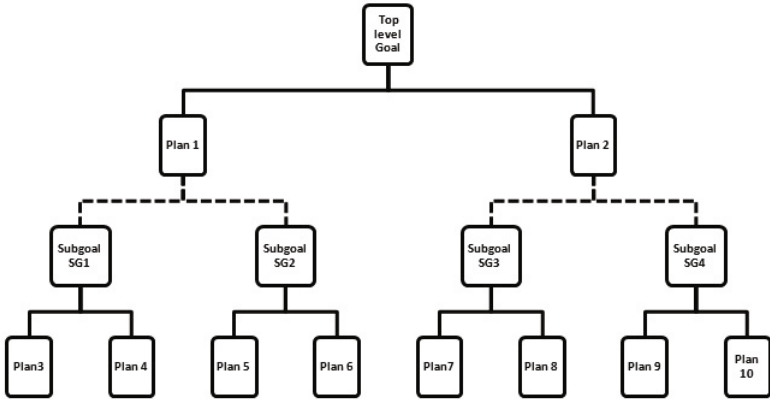 Top
level
Goal
Plan 1
Plan 2
Subgoal
SG1
Subgoal
SG2
Subgoal
SG3
Subgoal
SG4
Plan3
Plan 4
Plan 5
Plan 6
Plan7
Plan 8
Plan 9
Plan
10